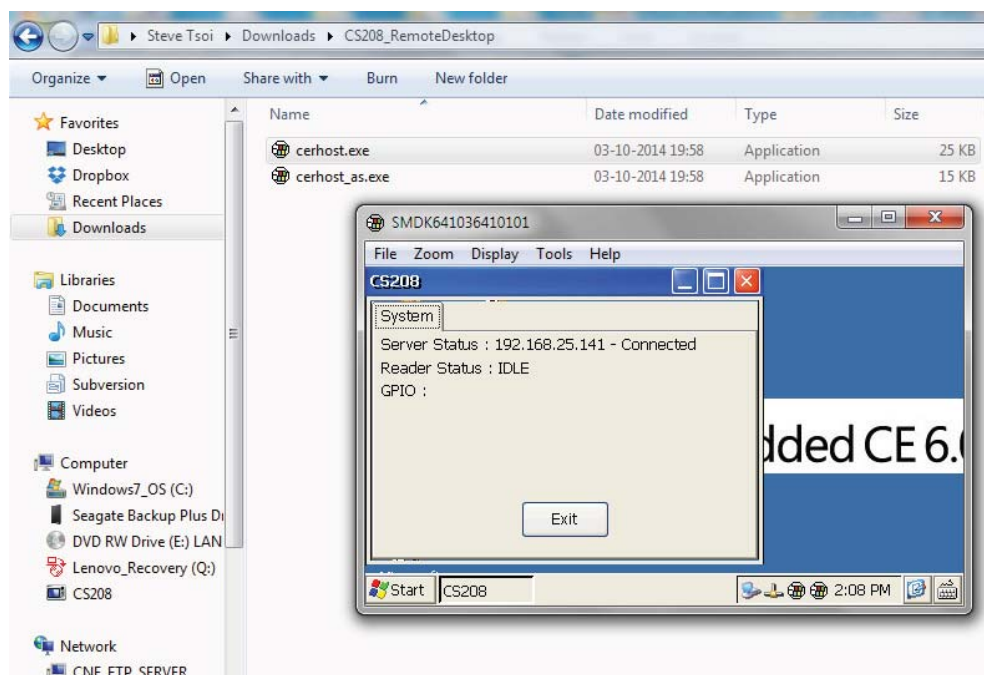 Steve Tsoi ▸ Downloads ▸ CS208_RemoteDesktop
Organize Open Share with Burn New folder
Favorites
Desktop
Dropbox
Recent Places
Downloads
Libraries
Documents
Music
Pictures
Subversion
Videos
Computer
Windows7_OS (C:)
Seagate Backup Plus
DVD RW Drive (E:) LAN
Lenovo_Recovery (Q:)
CS208
Network
CNE_FTP_SERVER
Name Date modified Type Size
cerhost.exe 03-10-2014 19:58 Application 25 KB
cerhost_as.exe 03-10-2014 19:58 Application 15 KB
SMDK641036410101
File Zoom Display Tools Help
CS208
System
Server Status : 192.168.25.141 - Connected
Reader Status : IDLE
GPIO :
Exit
dded CE 6.
Start CS208 2:08 PM